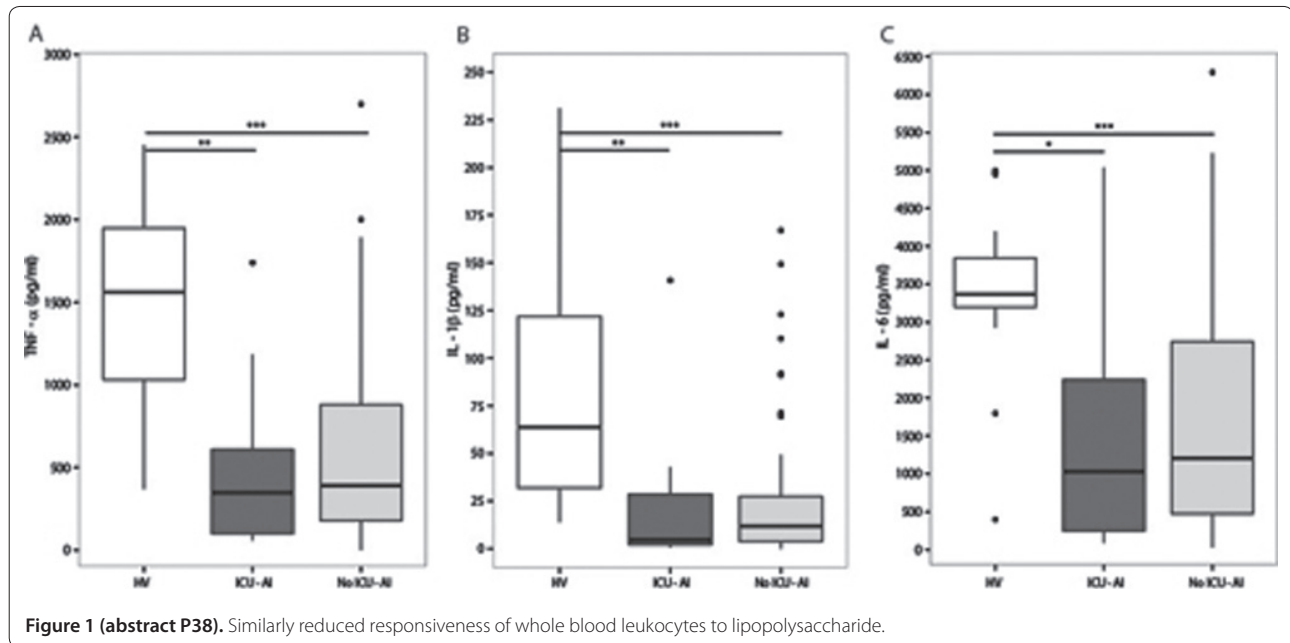 A
3000
2500
2000
1500
1000
500
0
TNF - α (pg/ml)
***
**
HV
ICU - AI
No ICU - AI
B
250
225
200
175
150
125
100
75
50
25
0
IL - 1β (pg/ml)
***
**
HV
ICU - AI
No ICU - AI
C
6500
6000
5500
5000
4500
4000
3500
3000
2500
2000
1500
1000
500
0
IL - 6 (pg/ml)
***
*
HV
ICU - AI
No ICU - AI
Figure 1 (abstract P38). Similarly reduced responsiveness of whole blood leukocytes to lipopolysaccharide.